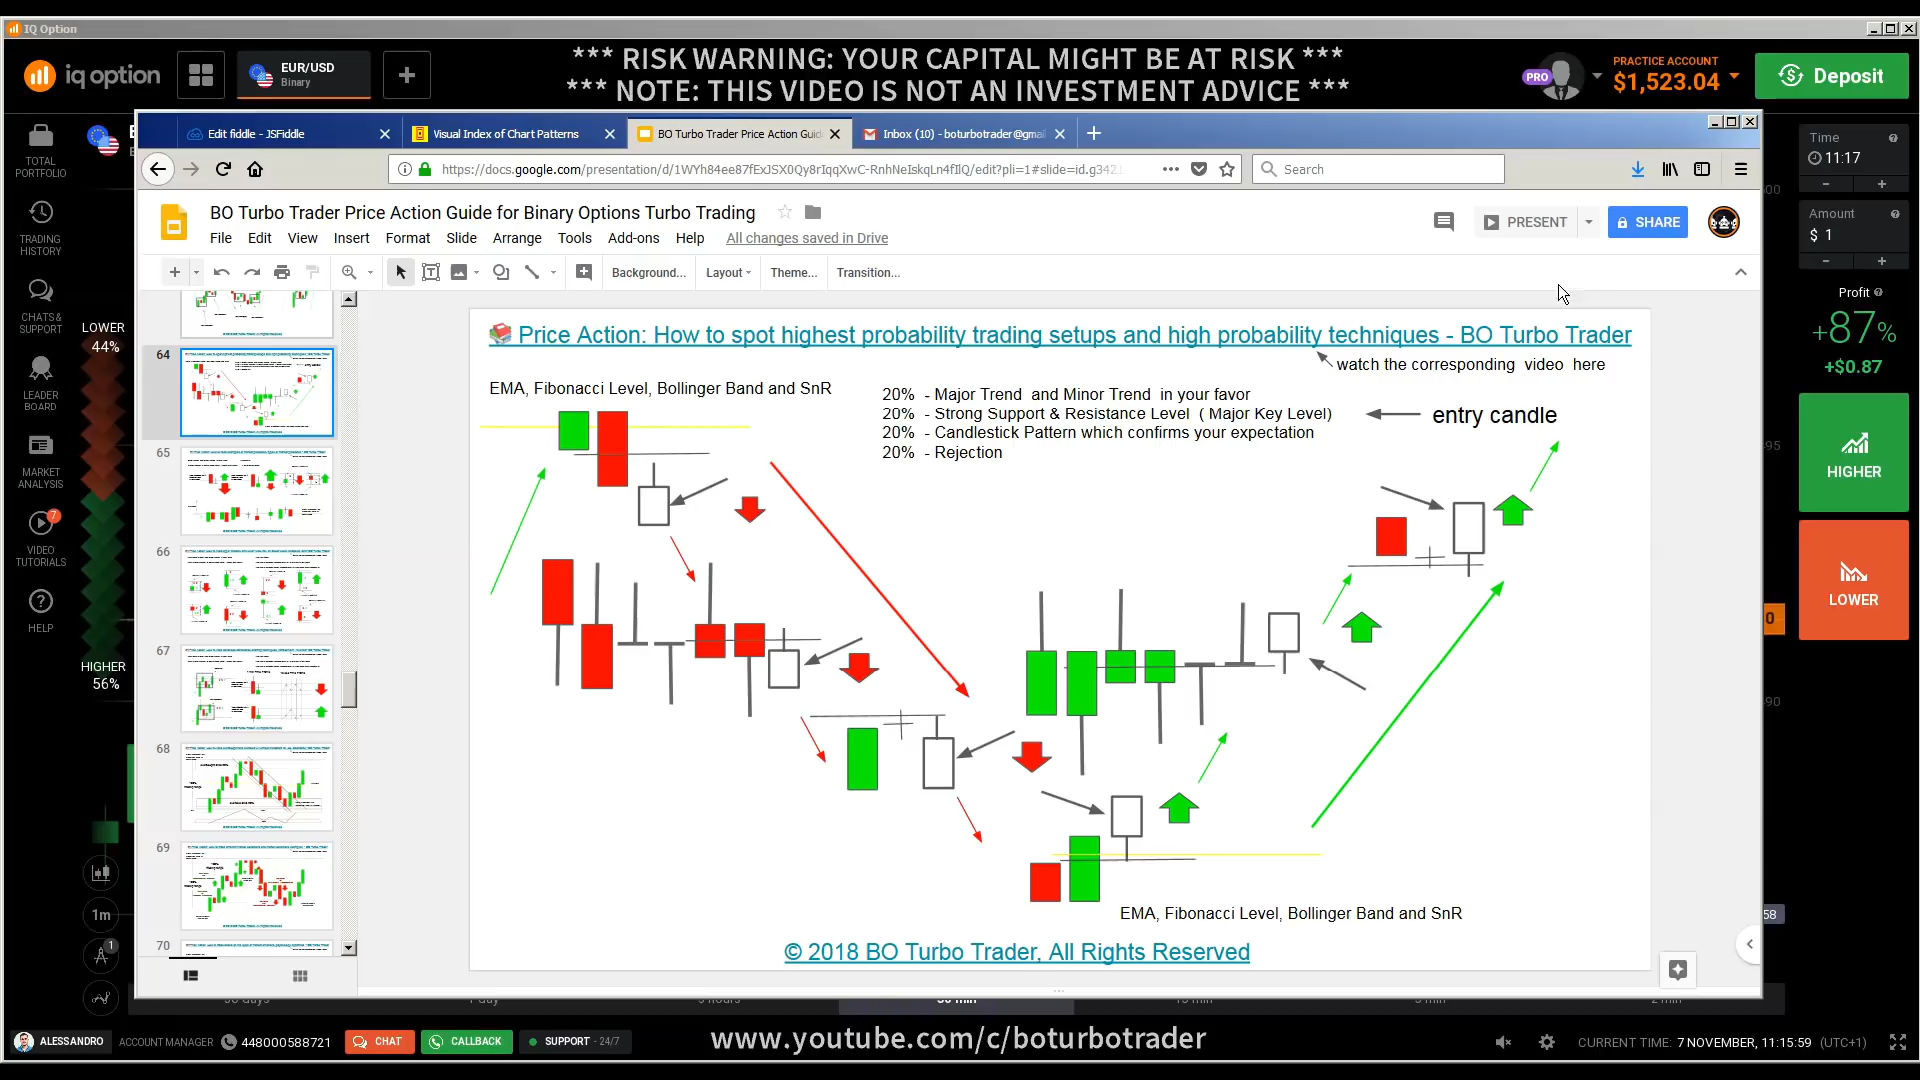 IQ Option
*** RISK WARNING: YOUR CAPITAL MIGHT BE AT RISK ***
*** NOTE: THIS VIDEO IS NOT AN INVESTMENT ADVICE ***
iq option
EUR/USD
Binary
PRO
PRACTICE ACCOUNT
$1,523.04
Deposit
Edit fiddle - JSFiddle
Visual Index of Chart Patterns
BO Turbo Trader Price Action Guid
Inbox (10) - boturbotrader@gmai
https://docs.google.com/presentation/d/1WYh84ee87fExJSX0Qy8rIqqXwC-RnhNeIskqLn4fIlQ/edit?pli=1#slide=id.g3421
Search
BO Turbo Trader Price Action Guide for Binary Options Turbo Trading
File Edit View Insert Format Slide Arrange Tools Add-ons Help All changes saved in Drive
PRESENT
SHARE
Background... Layout Theme... Transition...
TOTAL
PORTFOLIO
TRADING
HISTORY
CHATS &
SUPPORT
LEADER
BOARD
MARKET
ANALYSIS
7
VIDEO
TUTORIALS
HELP
LOWER
44%
HIGHER
56%
1m
1
64
65
66
67
68
69
70
Price Action: How to spot highest probability trading setups and high probability techniques - BO Turbo Trader
watch the corresponding video here
EMA, Fibonacci Level, Bollinger Band and SnR
20% - Major Trend and Minor Trend in your favor
20% - Strong Support & Resistance Level ( Major Key Level)
20% - Candlestick Pattern which confirms your expectation
20% - Rejection
entry candle
EMA, Fibonacci Level, Bollinger Band and SnR
© 2018 BO Turbo Trader, All Rights Reserved
Time
11:17
Amount
$ 1
Profit
+87%
+$0.87
HIGHER
LOWER
ALESSANDRO
ACCOUNT MANAGER
448000588721
CHAT
CALLBACK
SUPPORT - 24/7
www.youtube.com/c/boturbotrader
CURRENT TIME: 7 NOVEMBER, 11:15:59 (UTC+1)